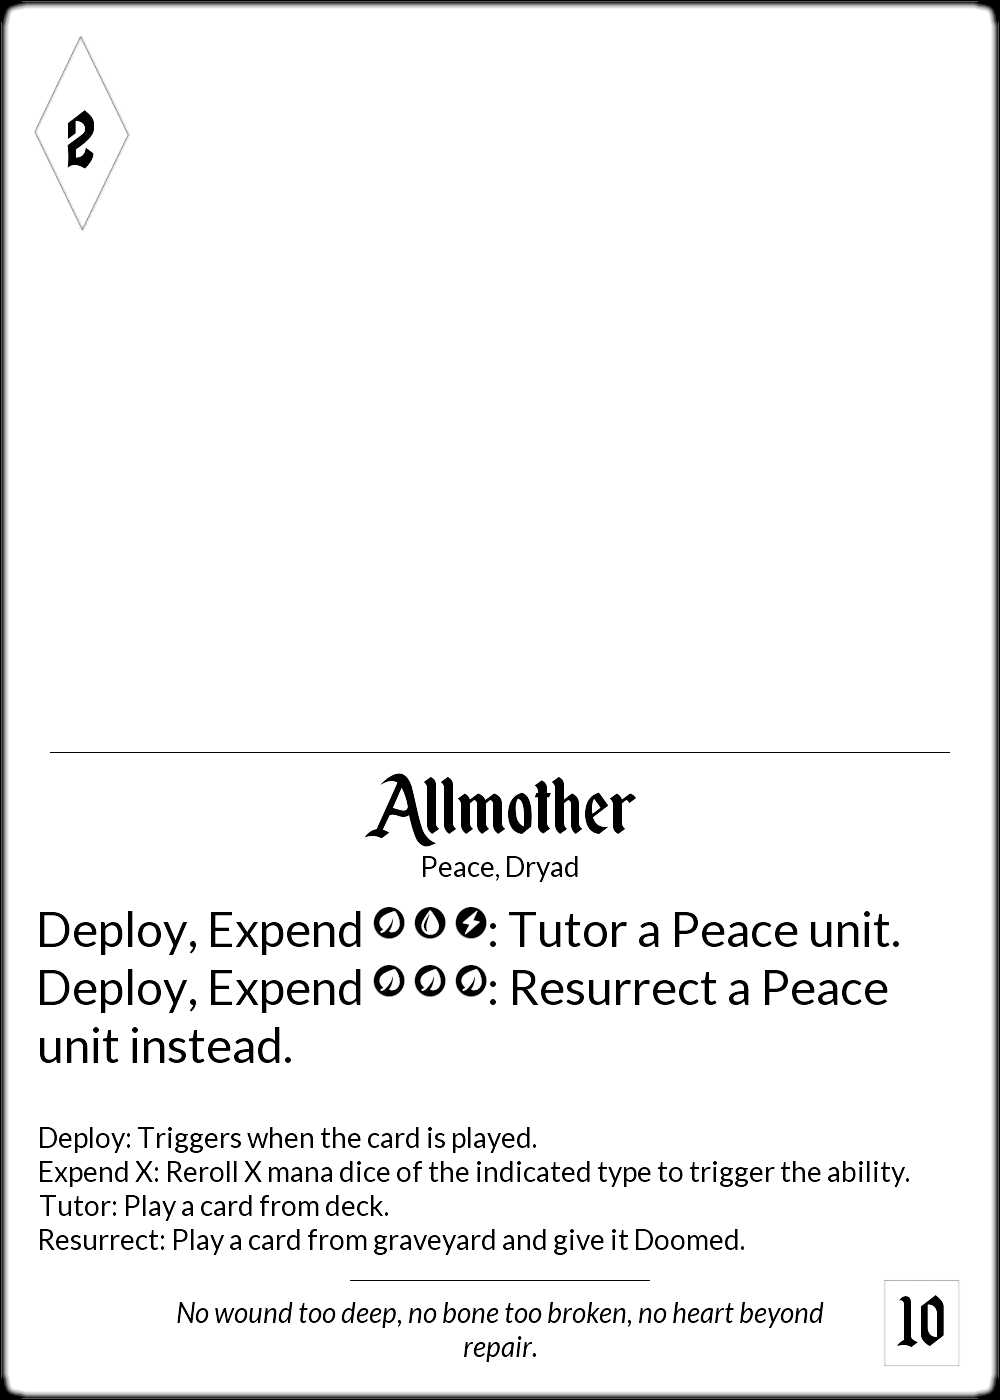 2
Allmother
Peace, Dryad
Deploy, Expend : Tutor a Peace unit.
Deploy, Expend : Resurrect a Peace
unit instead.
Deploy: Triggers when the card is played.
Expend X: Reroll X mana dice of the indicated type to trigger the ability.
Tutor: Play a card from deck.
Resurrect: Play a card from graveyard and give it Doomed.
No wound too deep, no bone too broken, no heart beyond
repair.
10